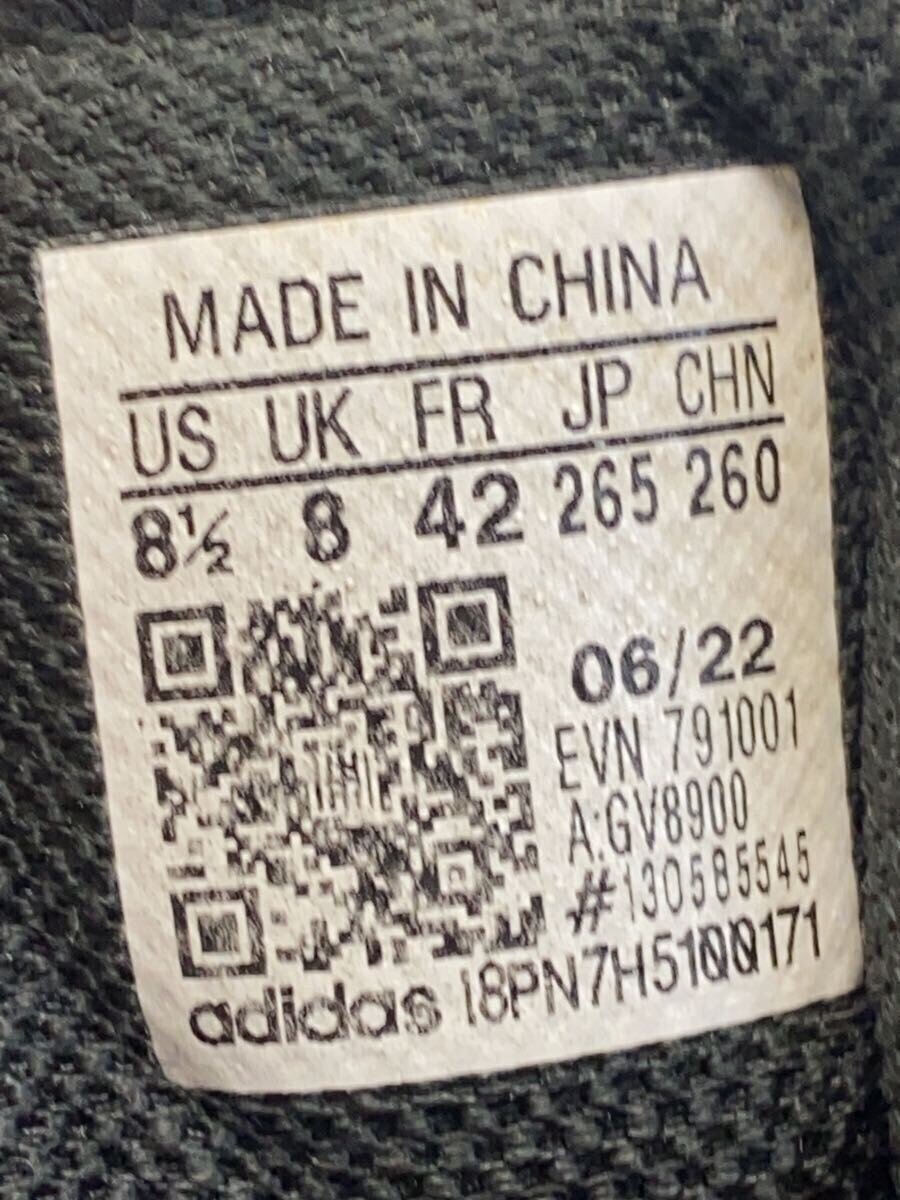 MADE IN CHINA
US UK FR JP CHN
8½ 8 42 265 260
06/22
EVN 791001
A:GV8900
#130585545
adidas I8PN7H5100171